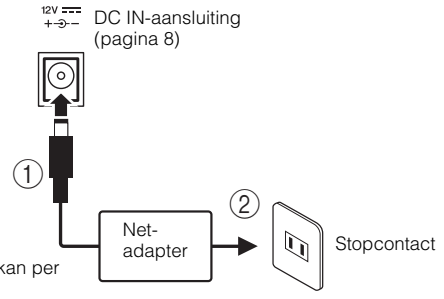 12V
DC IN-aansluiting
(pagina 8)
①
②
Net-
adapter
Stopcontact
kan per